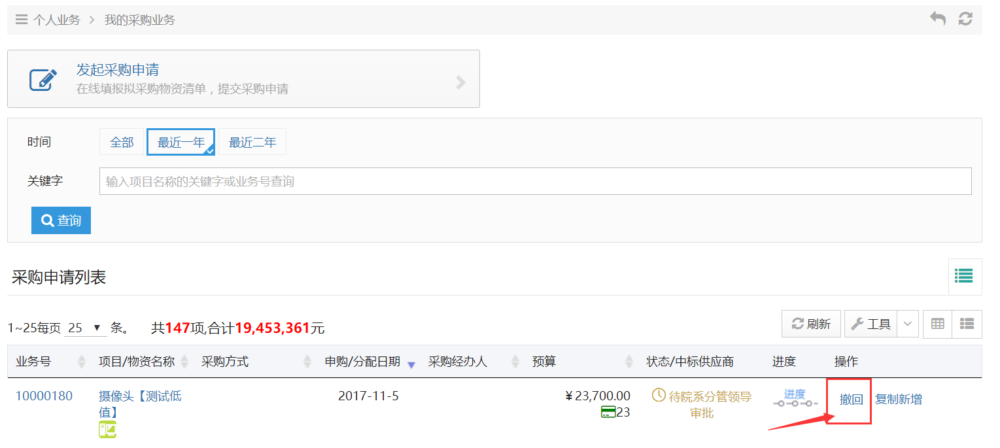 个人业务 > 我的采购业务
发起采购申请
在线填报拟采购物资清单，提交采购申请
时间 全部 最近一年 最近二年
关键字 输入项目名称的关键字或业务号查询
查询
采购申请列表
1~25每页 25 ▼ 条。 共147项,合计19,453,361元 刷新 工具
业务号 项目/物资名称 采购方式 申购/分配日期 采购经办人 预算 状态/中标供应商 进度 操作
10000180 摄像头【测试低 2017-11-5 ¥23,700.00 待院系分管领导 进度 撤回 复制新增
值】 23 审批